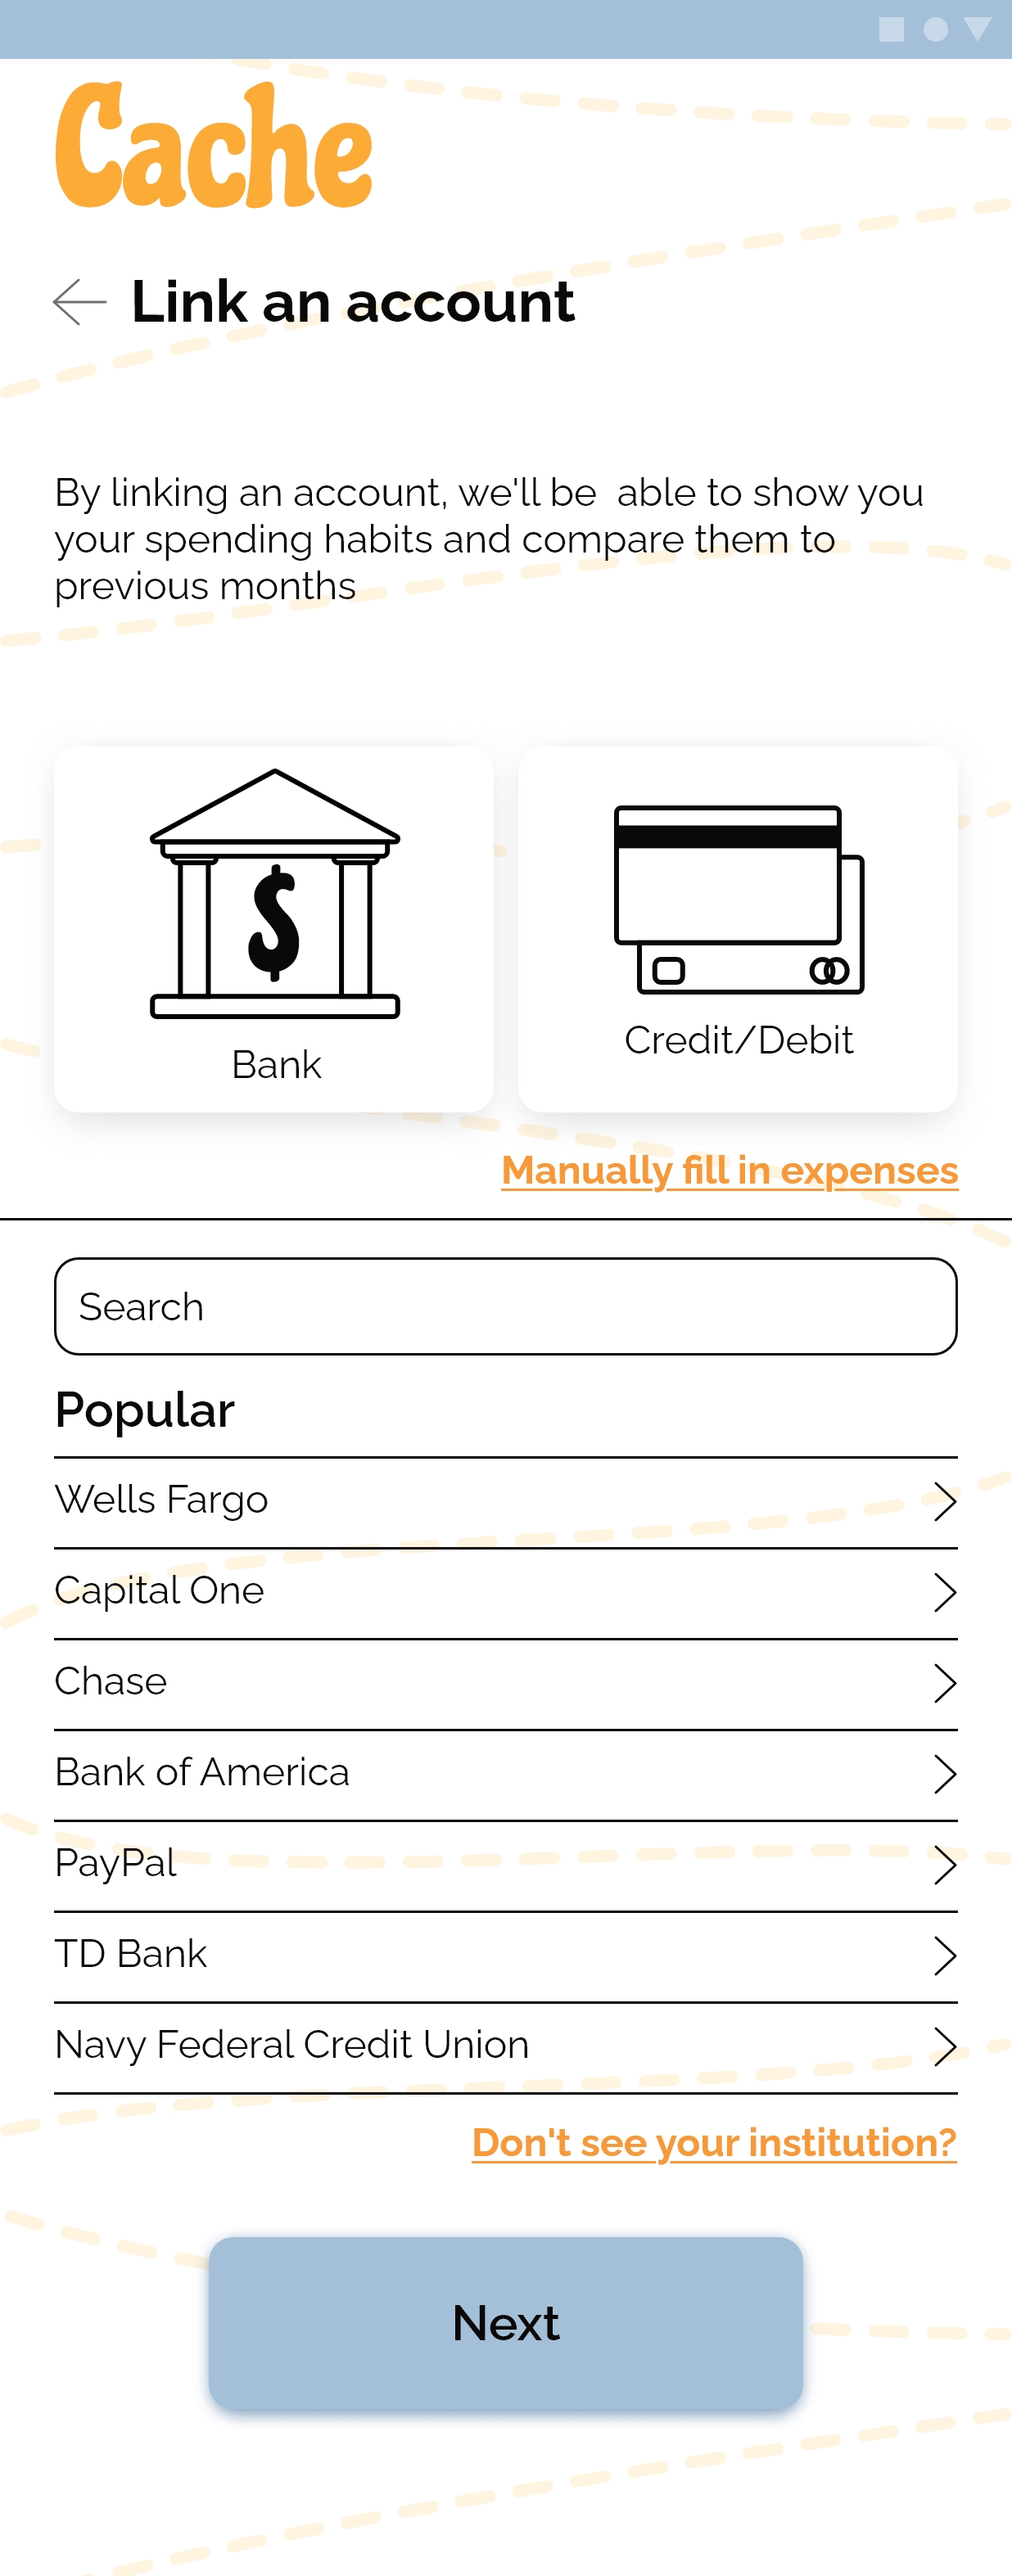 Cache
Link an account
By linking an account, we'll be  able to show you
your spending habits and compare them to
previous months
$
Bank
Credit/Debit
Manually fill in expenses
Search
Popular
Wells Fargo
Capital One
Chase
Bank of America
PayPal
TD Bank
Navy Federal Credit Union
Don't see your institution?
Next